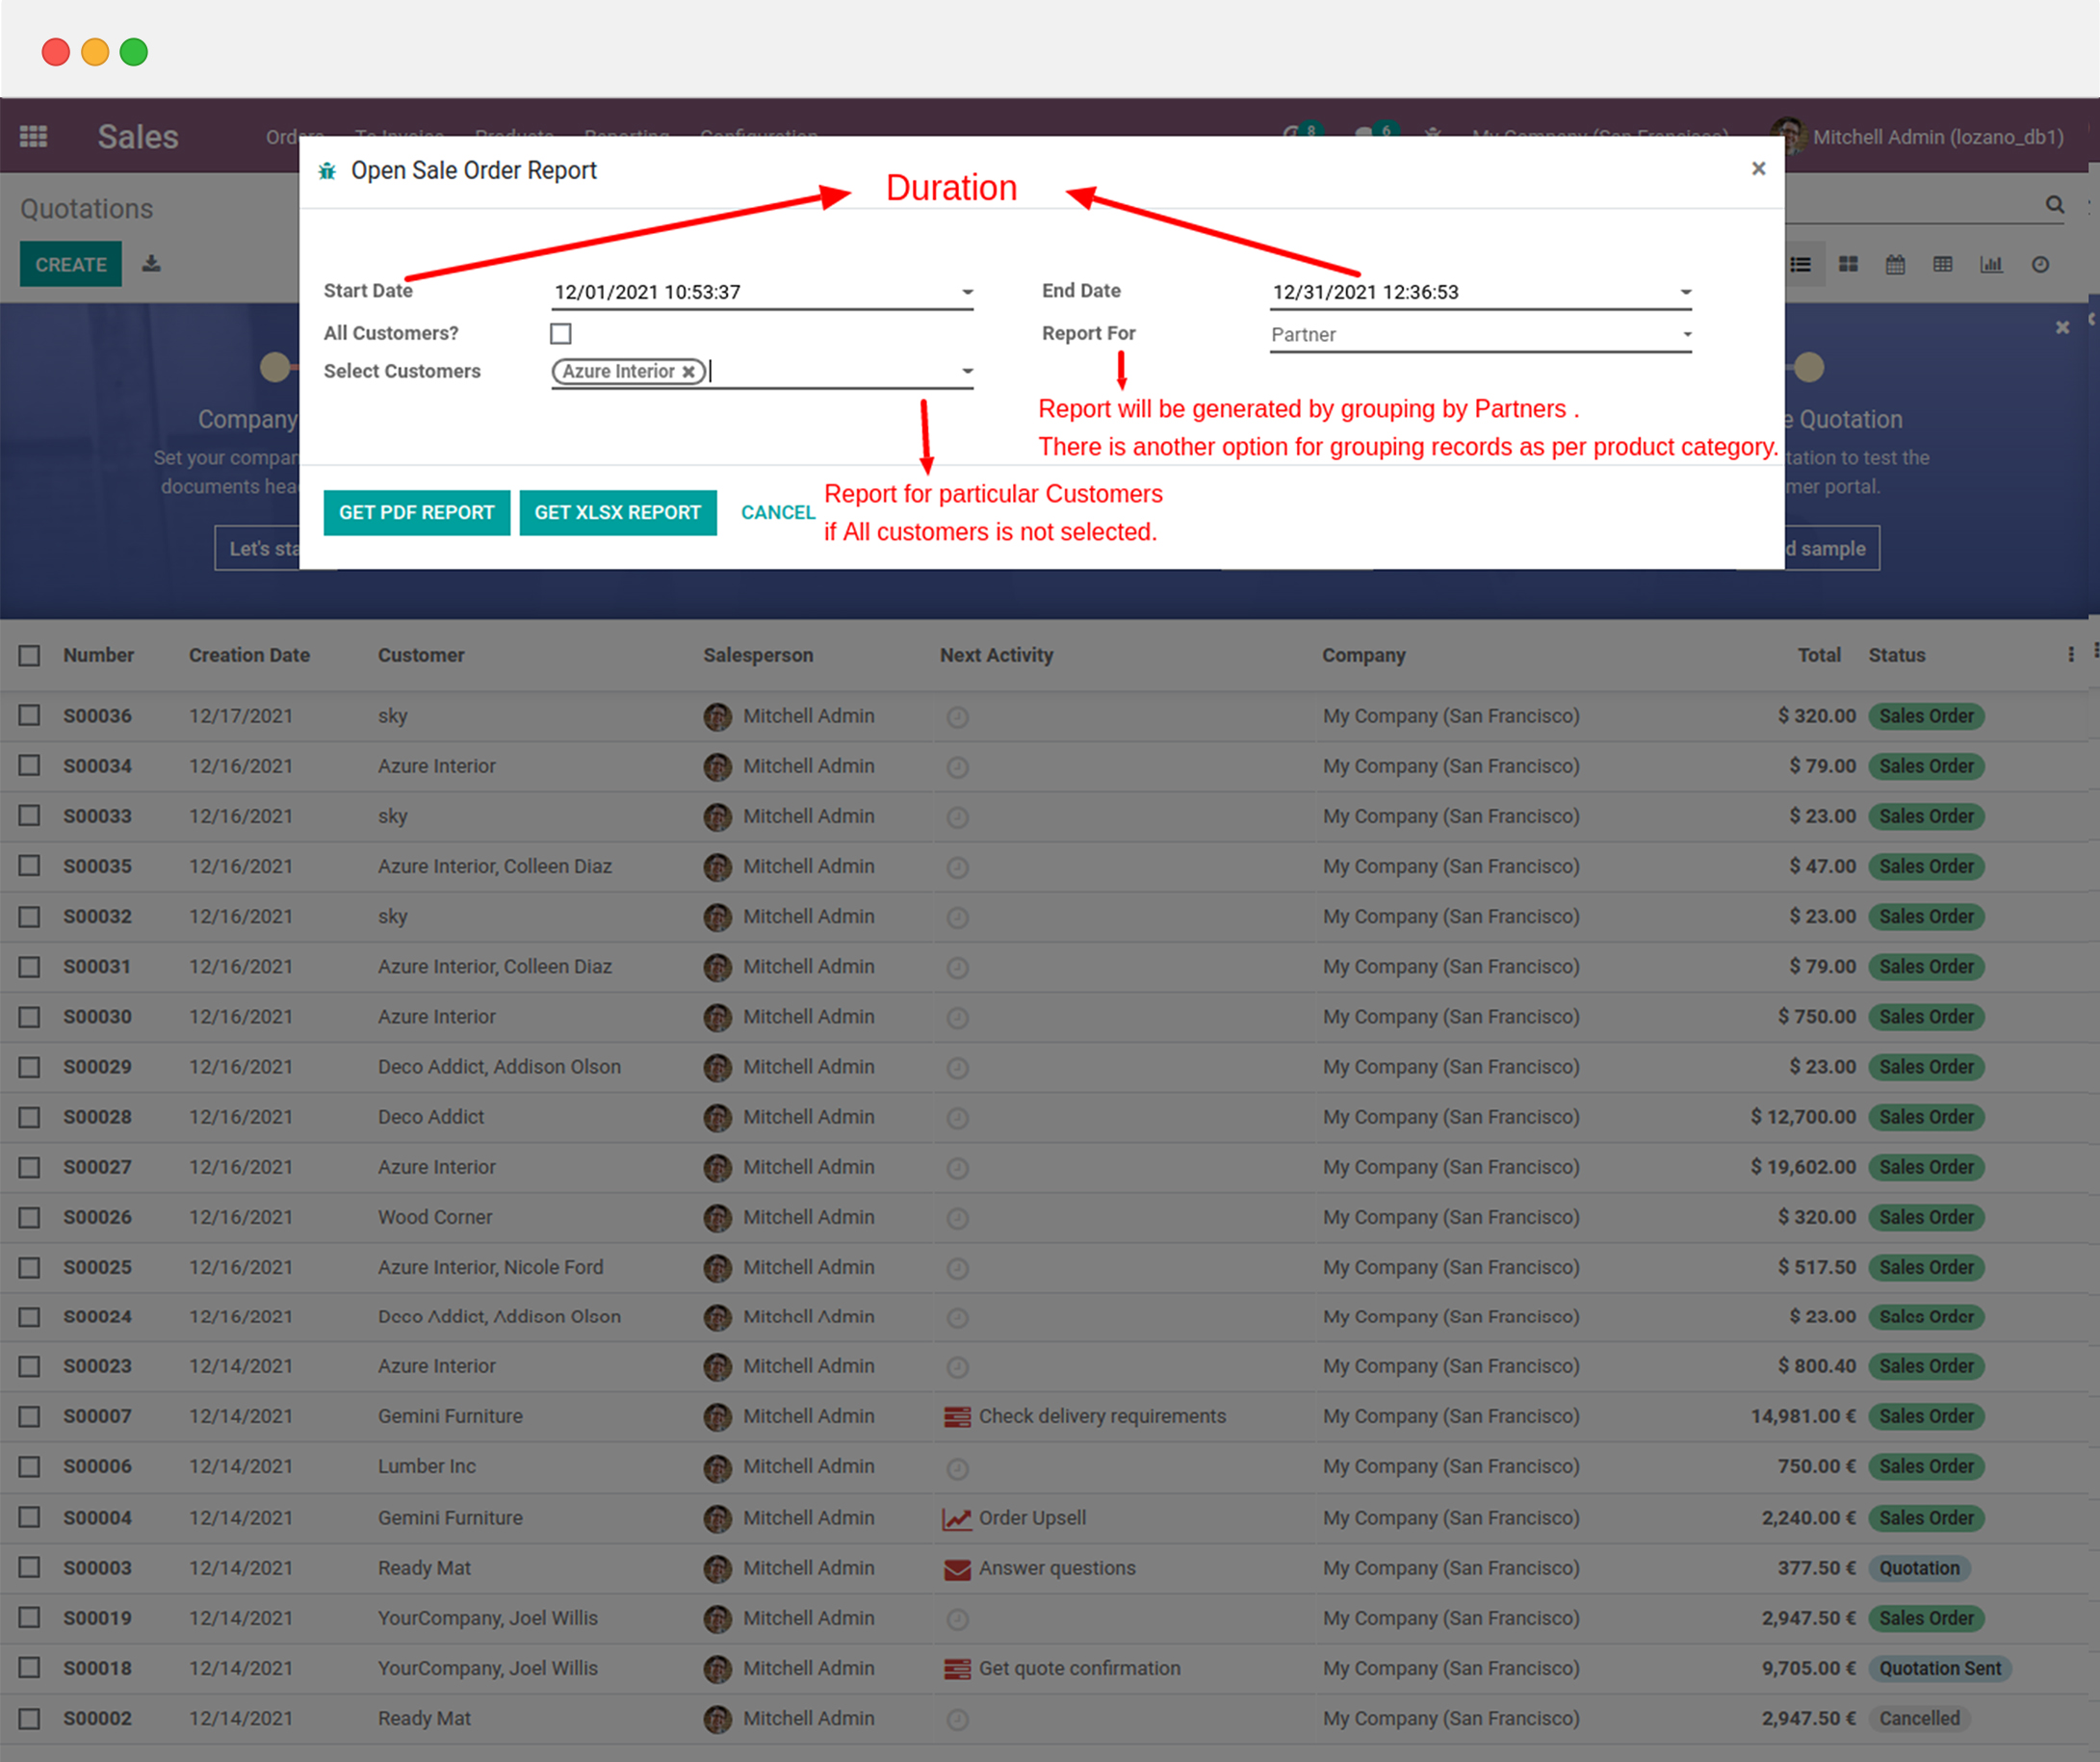 Sales
Orders To Invoice Products Reporting Configuration
8 6 My Company (San Francisco)
Mitchell Admin (lozano_db1)
Open Sale Order Report
Duration
×
Quotations
CREATE
Start Date 12/01/2021 10:53:37
End Date 12/31/2021 12:36:53
All Customers?
Report For Partner
Select Customers Azure Interior ×
Report will be generated by grouping by Partners .
There is another option for grouping records as per product category.
Report for particular Customers
if All customers is not selected.
GET PDF REPORT GET XLSX REPORT CANCEL
Company
Set your compan
documents hea
Let's sta
e Quotation
tation to test the
mer portal.
d sample
Number Creation Date Customer Salesperson Next Activity Company Total Status
S00036 12/17/2021 sky Mitchell Admin My Company (San Francisco) $ 320.00 Sales Order
S00034 12/16/2021 Azure Interior Mitchell Admin My Company (San Francisco) $ 79.00 Sales Order
S00033 12/16/2021 sky Mitchell Admin My Company (San Francisco) $ 23.00 Sales Order
S00035 12/16/2021 Azure Interior, Colleen Diaz Mitchell Admin My Company (San Francisco) $ 47.00 Sales Order
S00032 12/16/2021 sky Mitchell Admin My Company (San Francisco) $ 23.00 Sales Order
S00031 12/16/2021 Azure Interior, Colleen Diaz Mitchell Admin My Company (San Francisco) $ 79.00 Sales Order
S00030 12/16/2021 Azure Interior Mitchell Admin My Company (San Francisco) $ 750.00 Sales Order
S00029 12/16/2021 Deco Addict, Addison Olson Mitchell Admin My Company (San Francisco) $ 23.00 Sales Order
S00028 12/16/2021 Deco Addict Mitchell Admin My Company (San Francisco) $ 12,700.00 Sales Order
S00027 12/16/2021 Azure Interior Mitchell Admin My Company (San Francisco) $ 19,602.00 Sales Order
S00026 12/16/2021 Wood Corner Mitchell Admin My Company (San Francisco) $ 320.00 Sales Order
S00025 12/16/2021 Azure Interior, Nicole Ford Mitchell Admin My Company (San Francisco) $ 517.50 Sales Order
S00024 12/16/2021 Deco Addict, Addison Olson Mitchell Admin My Company (San Francisco) $ 23.00 Sales Order
S00023 12/14/2021 Azure Interior Mitchell Admin My Company (San Francisco) $ 800.40 Sales Order
S00007 12/14/2021 Gemini Furniture Mitchell Admin Check delivery requirements My Company (San Francisco) 14,981.00 € Sales Order
S00006 12/14/2021 Lumber Inc Mitchell Admin My Company (San Francisco) 750.00 € Sales Order
S00004 12/14/2021 Gemini Furniture Mitchell Admin Order Upsell My Company (San Francisco) 2,240.00 € Sales Order
S00003 12/14/2021 Ready Mat Mitchell Admin Answer questions My Company (San Francisco) 377.50 € Quotation
S00019 12/14/2021 YourCompany, Joel Willis Mitchell Admin My Company (San Francisco) 2,947.50 € Sales Order
S00018 12/14/2021 YourCompany, Joel Willis Mitchell Admin Get quote confirmation My Company (San Francisco) 9,705.00 € Quotation Sent
S00002 12/14/2021 Ready Mat Mitchell Admin My Company (San Francisco) 2,947.50 € Cancelled